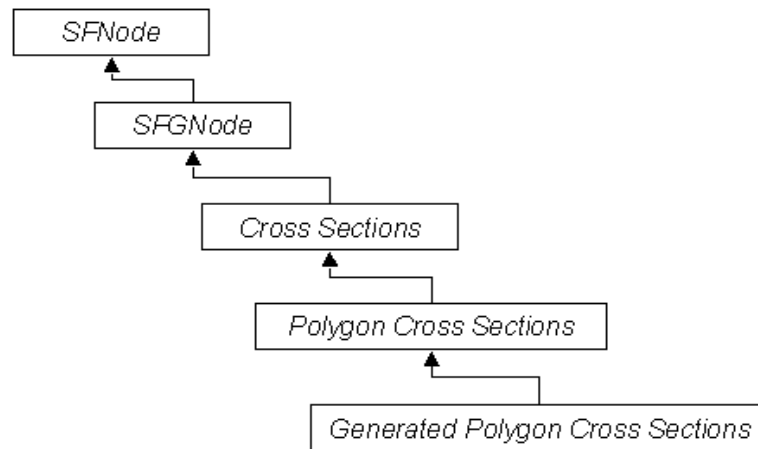 SFNode
SFGNode
Cross Sections
Polygon Cross Sections
Generated Polygon Cross Sections